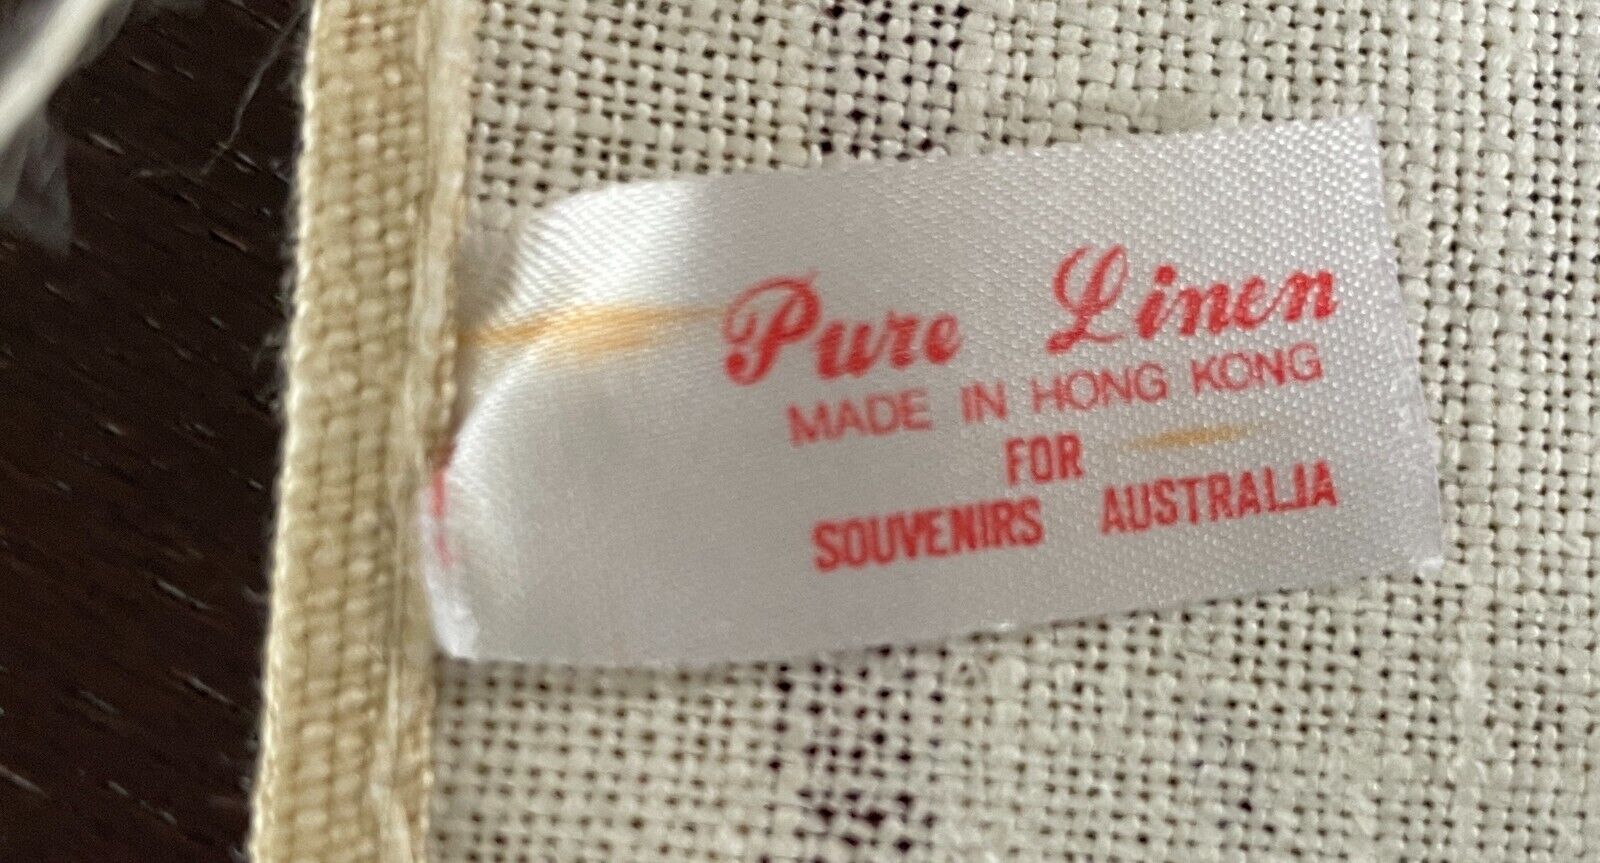 Pure Linen
MADE IN HONG KONG
FOR
SOUVENIRS AUSTRALIA